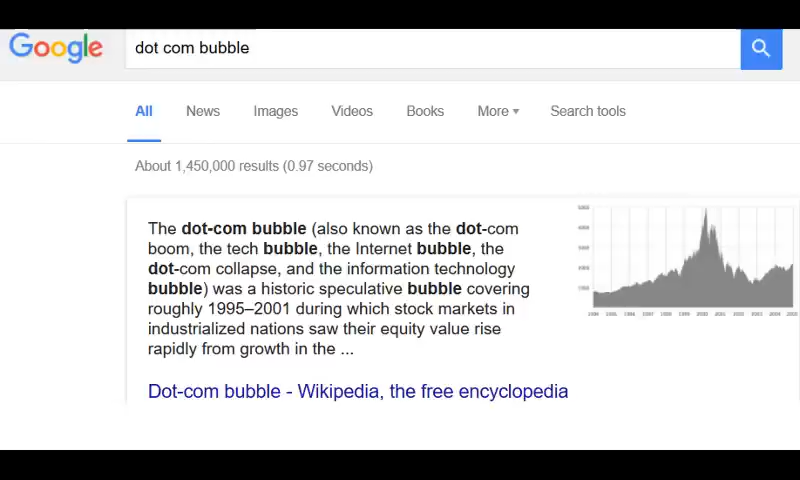 Google
dot com bubble
All News Images Videos Books More Search tools
About 1,450,000 results (0.97 seconds)
The dot-com bubble (also known as the dot-com
boom, the tech bubble, the Internet bubble, the
dot-com collapse, and the information technology
bubble) was a historic speculative bubble covering
roughly 1995–2001 during which stock markets in
industrialized nations saw their equity value rise
rapidly from growth in the ...
Dot-com bubble - Wikipedia, the free encyclopedia